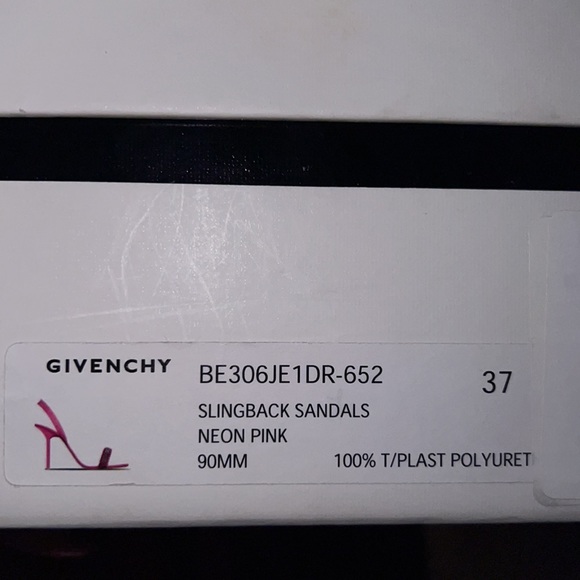 GIVENCHY BE306JE1DR-652 37
SLINGBACK SANDALS
NEON PINK
90MM 100% T/PLAST POLYURET